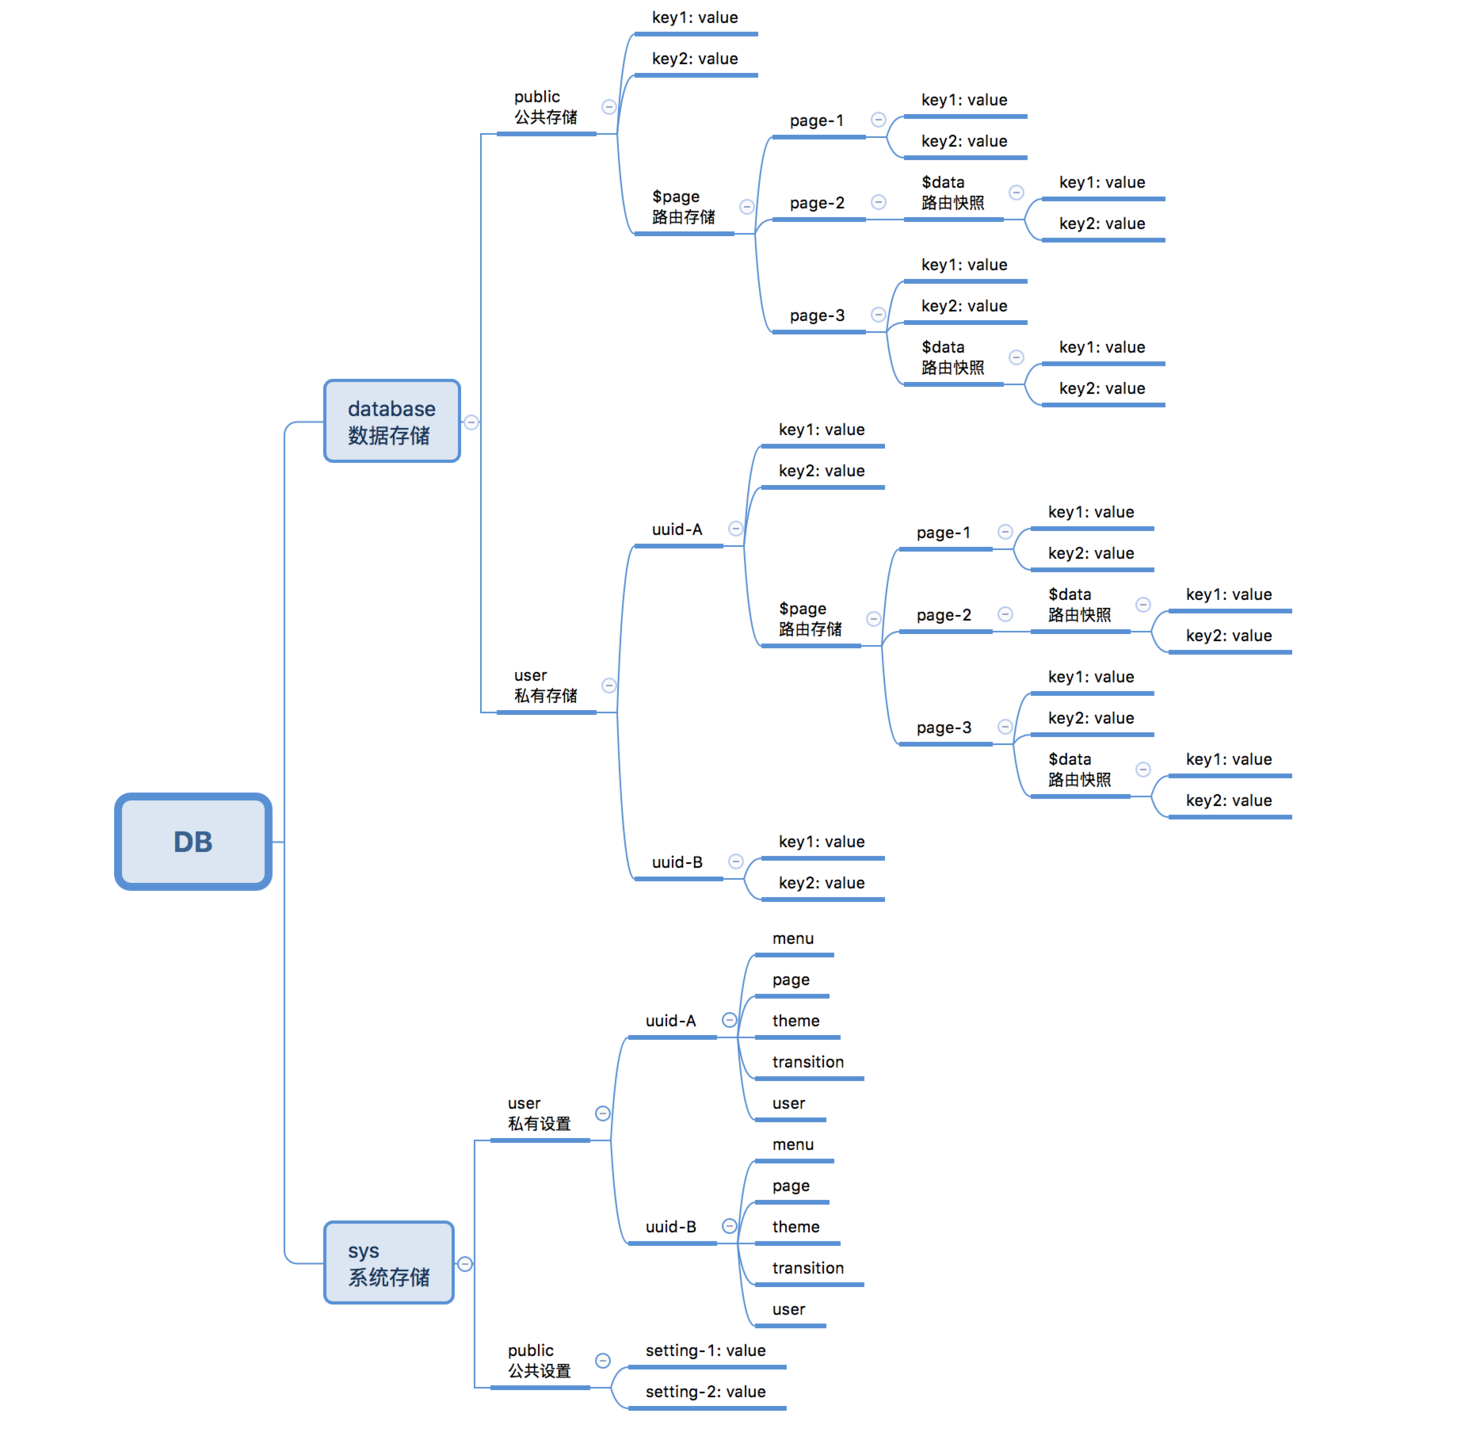 DB
database
数据存储
public
公共存储
key1: value
key2: value
$page
路由存储
page-1
key1: value
key2: value
page-2
$data
路由快照
key1: value
key2: value
page-3
key1: value
key2: value
$data
路由快照
key1: value
key2: value
user
私有存储
uuid-A
key1: value
key2: value
$page
路由存储
page-1
key1: value
key2: value
page-2
$data
路由快照
key1: value
key2: value
page-3
key1: value
key2: value
$data
路由快照
key1: value
key2: value
uuid-B
key1: value
key2: value
sys
系统存储
user
私有设置
uuid-A
menu
page
theme
transition
user
uuid-B
menu
page
theme
transition
user
public
公共设置
setting-1: value
setting-2: value